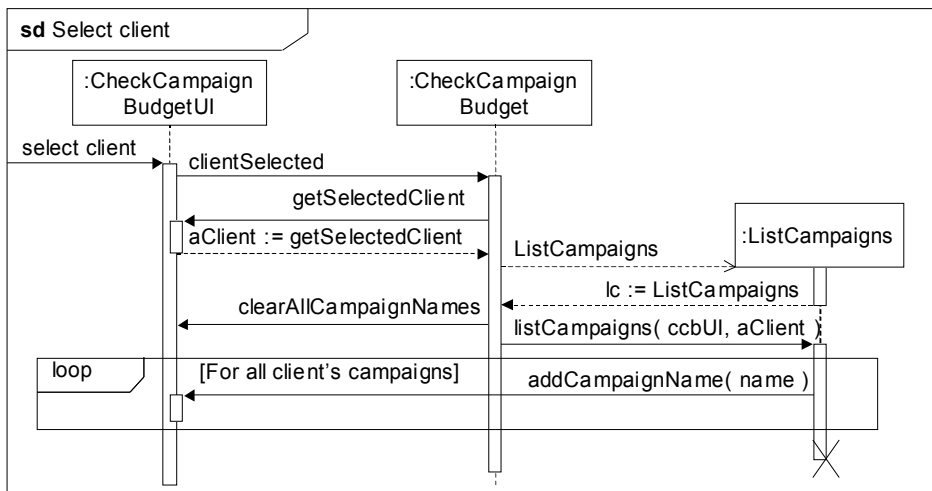 sd Select client
:CheckCampaign
BudgetUI
:CheckCampaign
Budget
select client
clientSelected
getSelectedClient
aClient := getSelectedClient
ListCampaigns
:ListCampaigns
lc := ListCampaigns
clearAllCampaignNames
listCampaigns( ccbUI, aClient )
loop
[For all client’s campaigns]
addCampaignName( name )